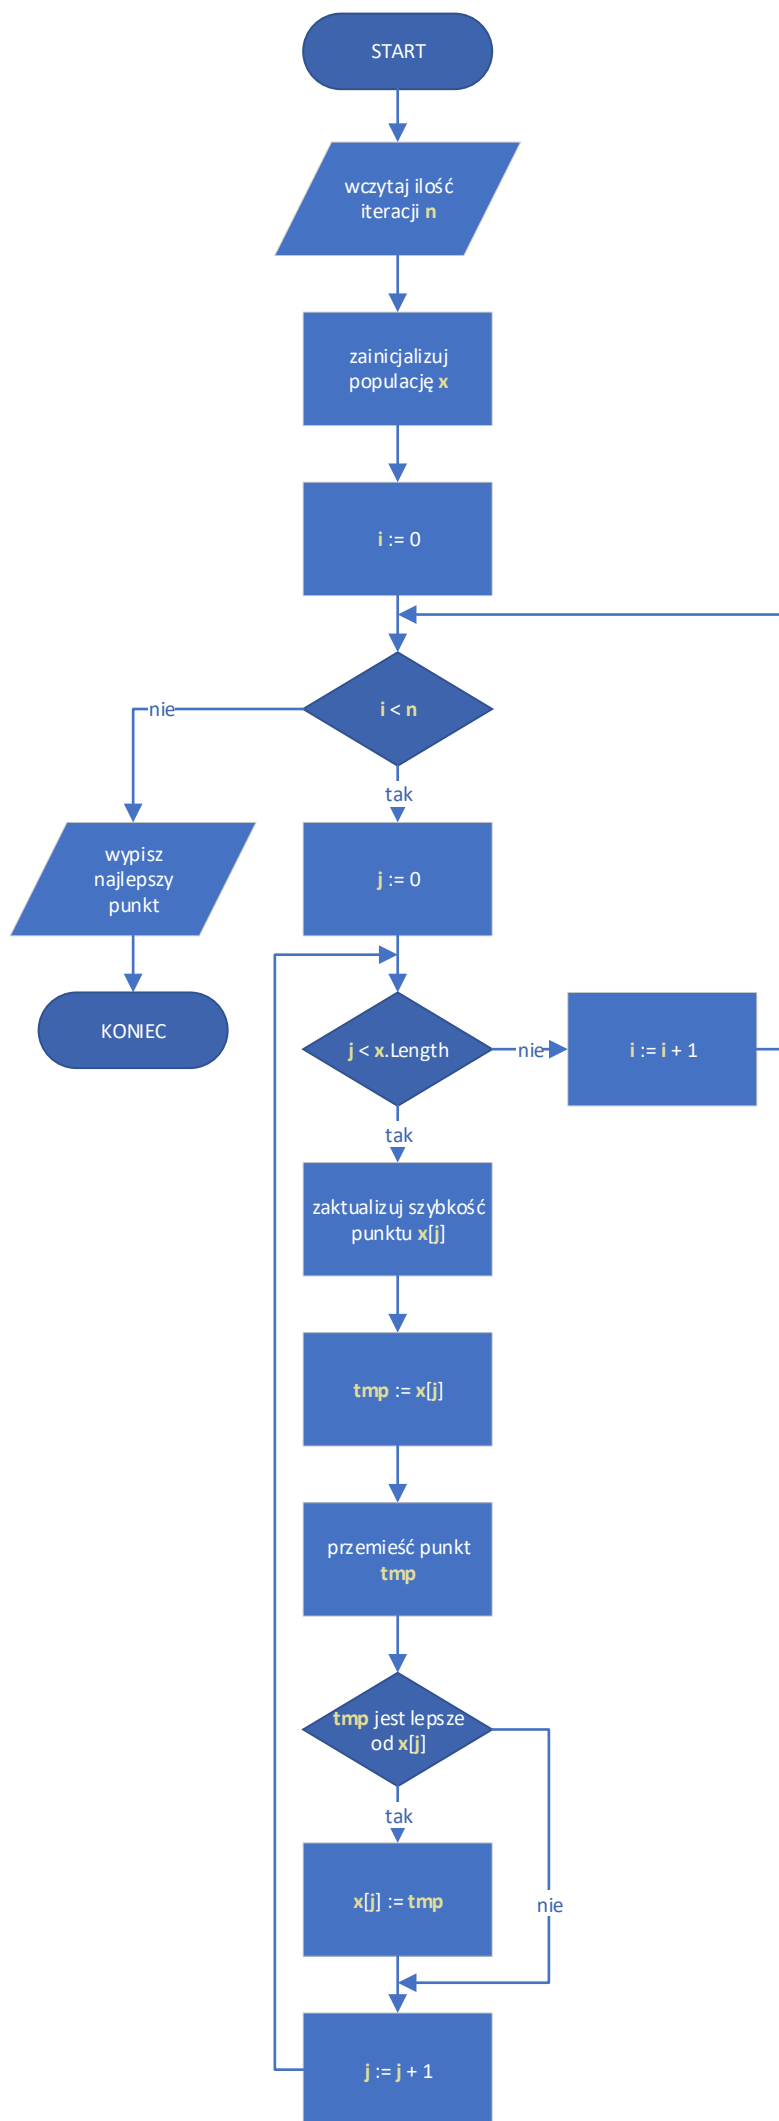 START
wczytaj ilość
iteracji n
zainicjalizuj
populację x
i := 0
i < n
nie
tak
wypisz
najlepszy
punkt
j := 0
KONIEC
j < x.Length
nie
i := i + 1
tak
zaktualizuj szybkość
punktu x[j]
tmp := x[j]
przemieść punkt
tmp
tmp jest lepsze
od x[j]
tak
x[j] := tmp
nie
j := j + 1